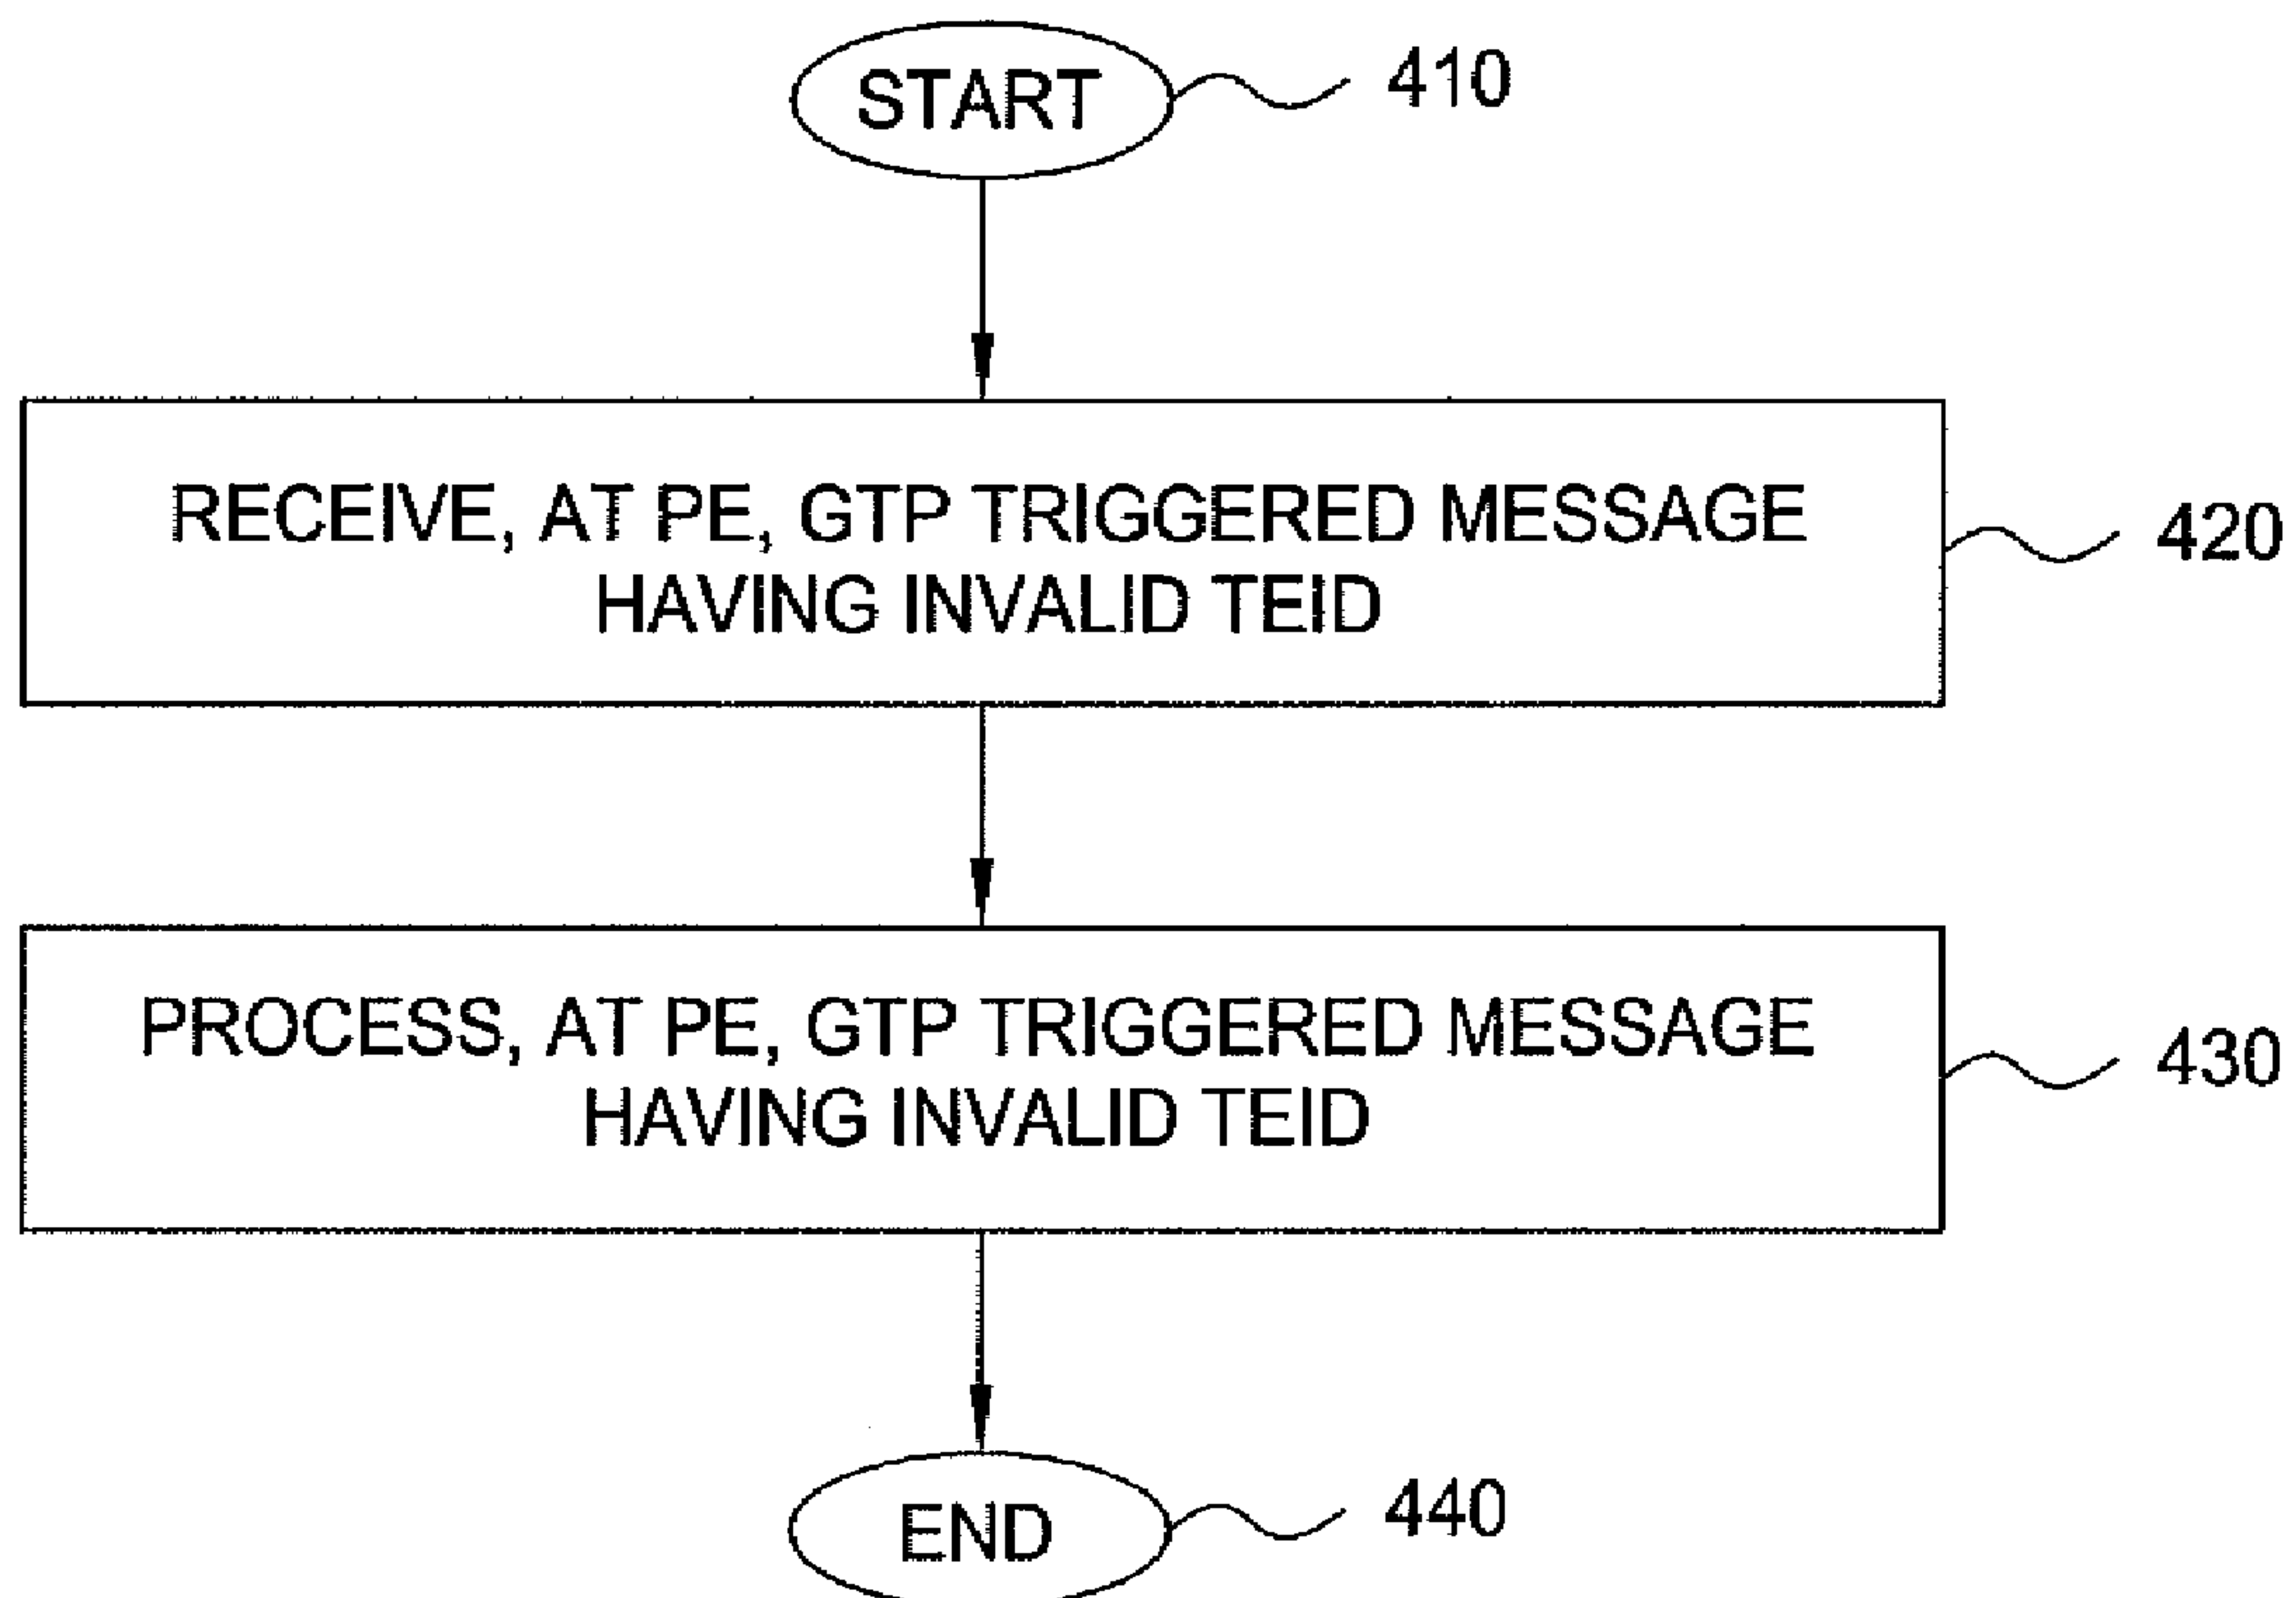 START
410
RECEIVE, AT PE, GTP TRIGGERED MESSAGE
HAVING INVALID TEID
420
PROCESS, AT PE, GTP TRIGGERED MESSAGE
HAVING INVALID TEID
430
END
440